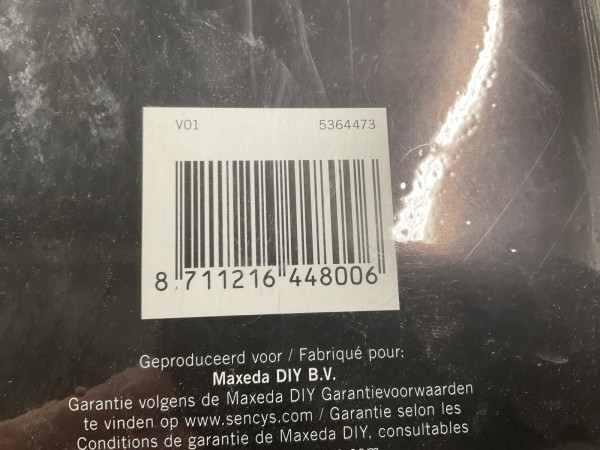 V01 5364473
8 711216 448006
Geproduceerd voor / Fabriqué pour:
Maxeda DIY B.V.
Garantie volgens de Maxeda DIY Garantievoorwaarden
te vinden op www.sencys.com / Garantie selon les
Conditions de garantie de Maxeda DIY, consultables